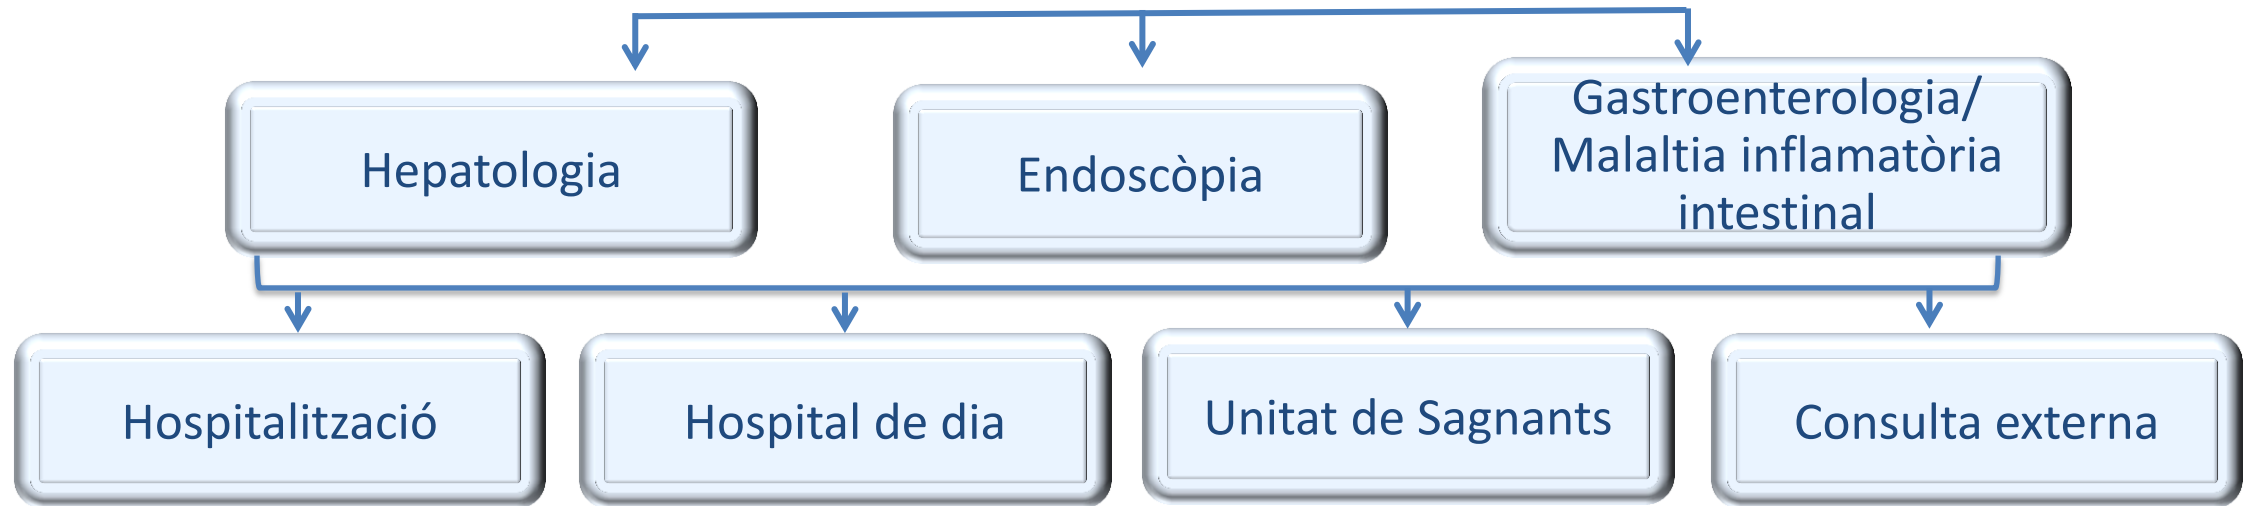 Hepatologia
Endoscòpia
Gastroenterologia/
Malaltia inflamatòria
intestinal
Hospitalització
Hospital de dia
Unitat de Sagnants
Consulta externa